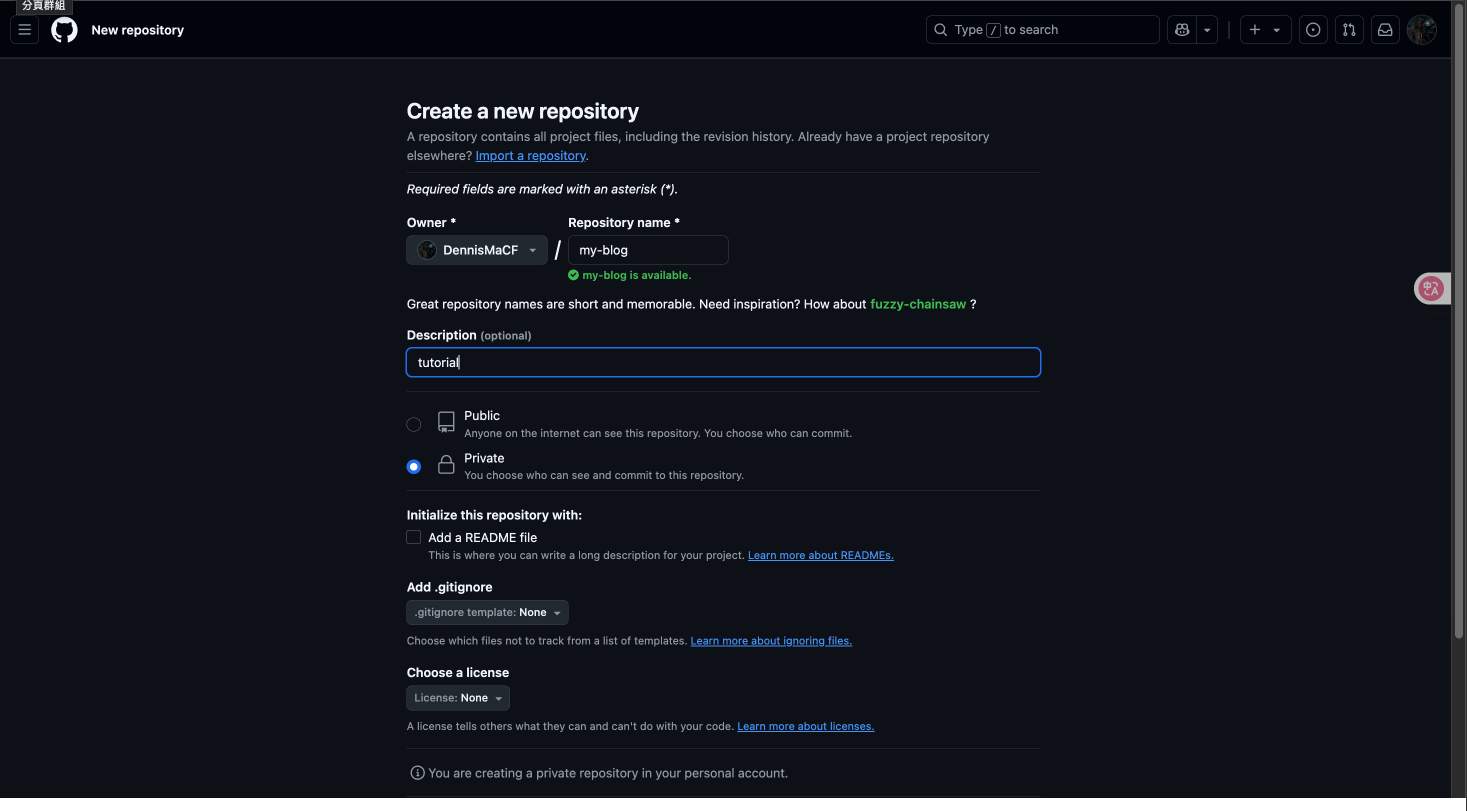 分頁群組
New repository
Type / to search
Create a new repository
A repository contains all project files, including the revision history. Already have a project repository
elsewhere? Import a repository.
Required fields are marked with an asterisk (*).
Owner * Repository name *
DennisMaCF / my-blog
my-blog is available.
Great repository names are short and memorable. Need inspiration? How about fuzzy-chainsaw ?
Description (optional)
tutorial
Public
Anyone on the internet can see this repository. You choose who can commit.
Private
You choose who can see and commit to this repository.
Initialize this repository with:
Add a README file
This is where you can write a long description for your project. Learn more about READMEs.
Add .gitignore
.gitignore template: None
Choose which files not to track from a list of templates. Learn more about ignoring files.
Choose a license
License: None
A license tells others what they can and can't do with your code. Learn more about licenses.
You are creating a private repository in your personal account.
中A